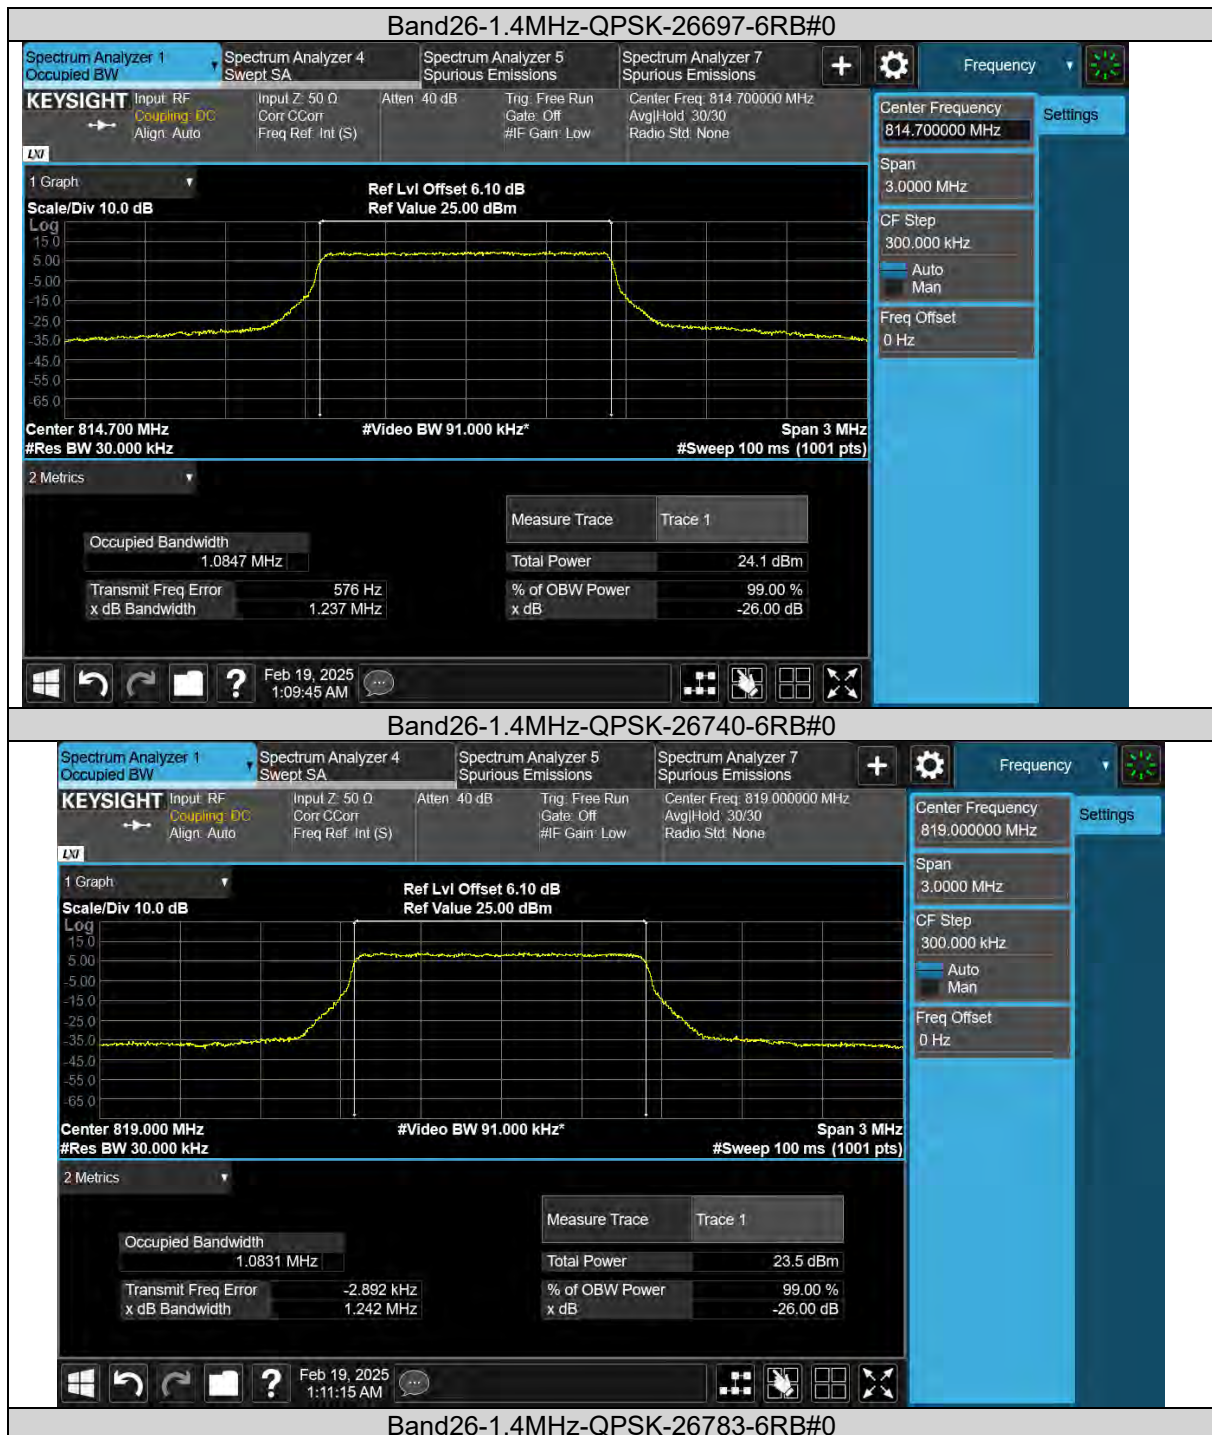 Band26-1.4MHz-QPSK-26697-6RB#0
Spectrum Analyzer 1
Occupied BW
Spectrum Analyzer 4
Swept SA
Spectrum Analyzer 5
Spurious Emissions
Spectrum Analyzer 7
Spurious Emissions
Frequency
KEYSIGHT
Input: RF
Coupling: DC
Align: Auto
Input Z: 50 Ω
Corr CCorr
Freq Ref: Int (S)
Atten: 40 dB
Trig: Free Run
Gate: Off
#IF Gain: Low
Center Freq: 814.700000 MHz
Avg|Hold: 30/30
Radio Std: None
LXI
Center Frequency
814.700000 MHz
Settings
Span
3.0000 MHz
CF Step
300.000 kHz
Auto
Man
Freq Offset
0 Hz
1 Graph
Scale/Div 10.0 dB
Ref Lvl Offset 6.10 dB
Ref Value 25.00 dBm
Log
15.0
5.00
-5.00
-15.0
-25.0
-35.0
-45.0
-55.0
-65.0
Center 814.700 MHz
#Res BW 30.000 kHz
#Video BW 91.000 kHz*
Span 3 MHz
#Sweep 100 ms (1001 pts)
2 Metrics
Measure Trace
Trace 1
Occupied Bandwidth
1.0847 MHz
Total Power
24.1 dBm
Transmit Freq Error
576 Hz
% of OBW Power
99.00 %
x dB Bandwidth
1.237 MHz
x dB
-26.00 dB
Feb 19, 2025
1:09:45 AM
Band26-1.4MHz-QPSK-26740-6RB#0
Spectrum Analyzer 1
Occupied BW
Spectrum Analyzer 4
Swept SA
Spectrum Analyzer 5
Spurious Emissions
Spectrum Analyzer 7
Spurious Emissions
Frequency
KEYSIGHT
Input: RF
Coupling: DC
Align: Auto
Input Z: 50 Ω
Corr CCorr
Freq Ref: Int (S)
Atten: 40 dB
Trig: Free Run
Gate: Off
#IF Gain: Low
Center Freq: 819.000000 MHz
Avg|Hold: 30/30
Radio Std: None
LXI
Center Frequency
819.000000 MHz
Settings
Span
3.0000 MHz
CF Step
300.000 kHz
Auto
Man
Freq Offset
0 Hz
1 Graph
Scale/Div 10.0 dB
Ref Lvl Offset 6.10 dB
Ref Value 25.00 dBm
Log
15.0
5.00
-5.00
-15.0
-25.0
-35.0
-45.0
-55.0
-65.0
Center 819.000 MHz
#Res BW 30.000 kHz
#Video BW 91.000 kHz*
Span 3 MHz
#Sweep 100 ms (1001 pts)
2 Metrics
Measure Trace
Trace 1
Occupied Bandwidth
1.0831 MHz
Total Power
23.5 dBm
Transmit Freq Error
-2.892 kHz
% of OBW Power
99.00 %
x dB Bandwidth
1.242 MHz
x dB
-26.00 dB
Feb 19, 2025
1:11:15 AM
Band26-1.4MHz-QPSK-26783-6RB#0